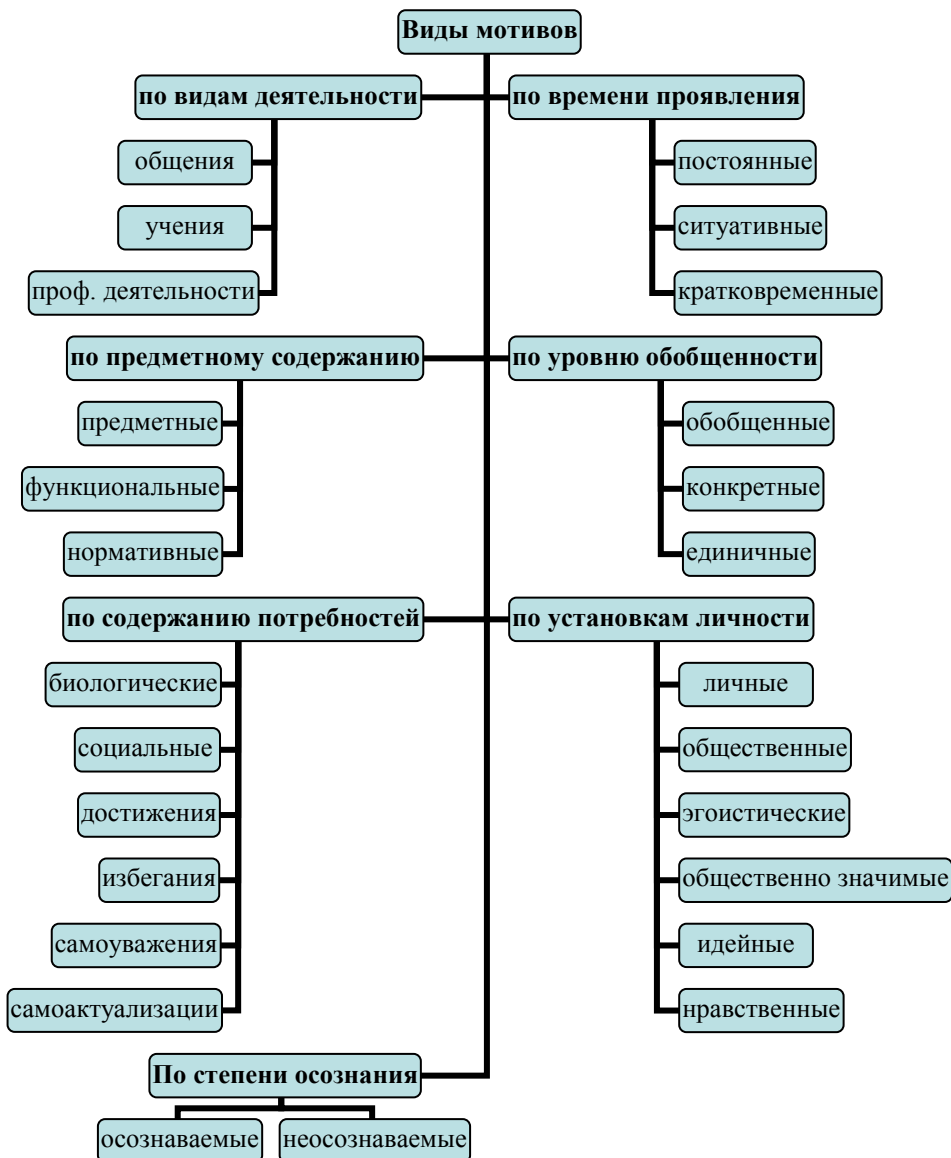 Виды мотивов
по видам деятельности
общения
учения
проф. деятельности
по времени проявления
постоянные
ситуативные
кратковременные
по предметному содержанию
предметные
функциональные
нормативные
по уровню обобщенности
обобщенные
конкретные
единичные
по содержанию потребностей
биологические
социальные
достижения
избегания
самоуважения
самоактуализации
по установкам личности
личные
общественные
эгоистические
общественно значимые
идейные
нравственные
По степени осознания
осознаваемые
неосознаваемые